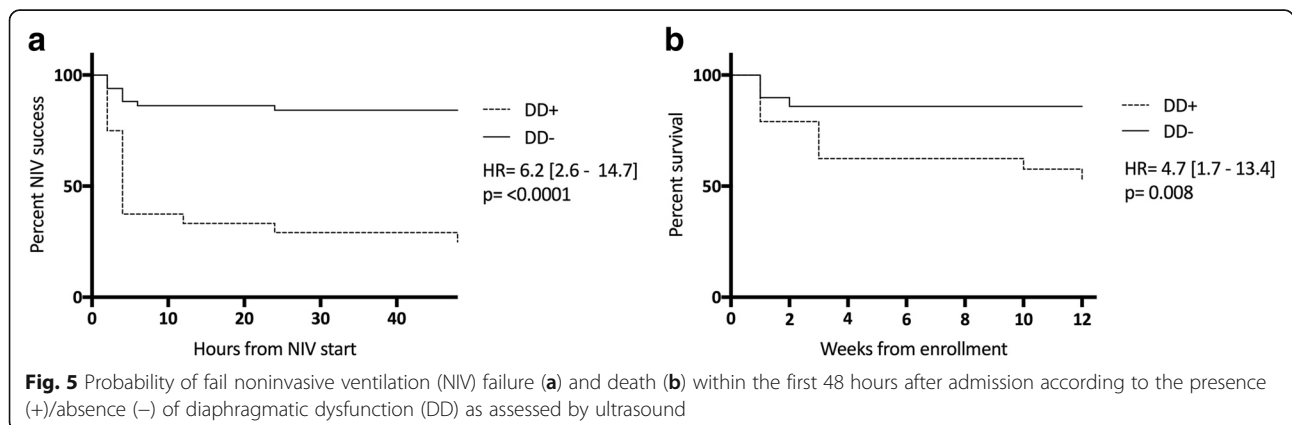 a
100
50
0
Percent NIV success
0 10 20 30 40
Hours from NIV start
DD+
DD-
HR= 6.2 [2.6 - 14.7]
p= <0.0001
b
100
50
0
Percent survival
0 2 4 6 8 10 12
Weeks from enrollment
DD+
DD-
HR= 4.7 [1.7 - 13.4]
p= 0.008
Fig. 5 Probability of fail noninvasive ventilation (NIV) failure (a) and death (b) within the first 48 hours after admission according to the presence
(+)/absence (−) of diaphragmatic dysfunction (DD) as assessed by ultrasound